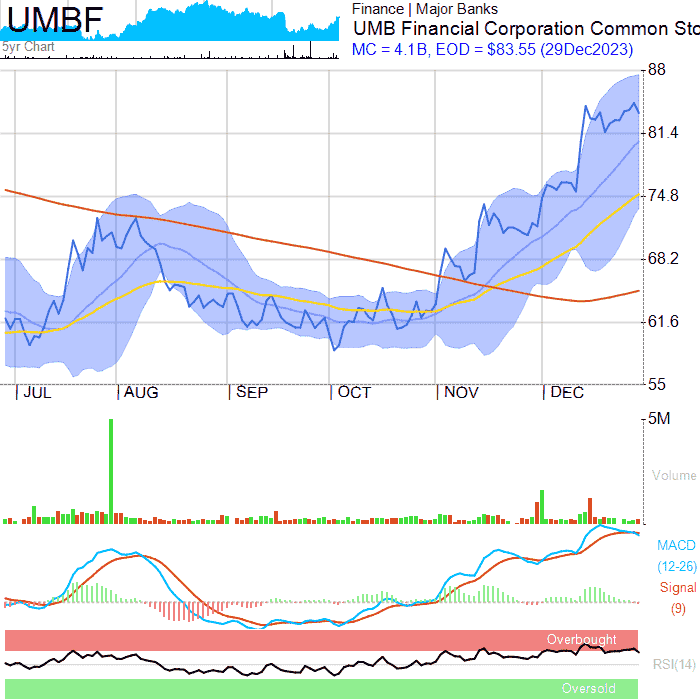 UMBF
5yr Chart
Finance | Major Banks
UMB Financial Corporation Common Sto
MC = 4.1B, EOD = $83.55 (29Dec2023)
88
81.4
74.8
68.2
61.6
55
JUL AUG SEP OCT NOV DEC
5M
Volume
MACD
(12-26)
Signal
(9)
Overbought
RSI(14)
Oversold